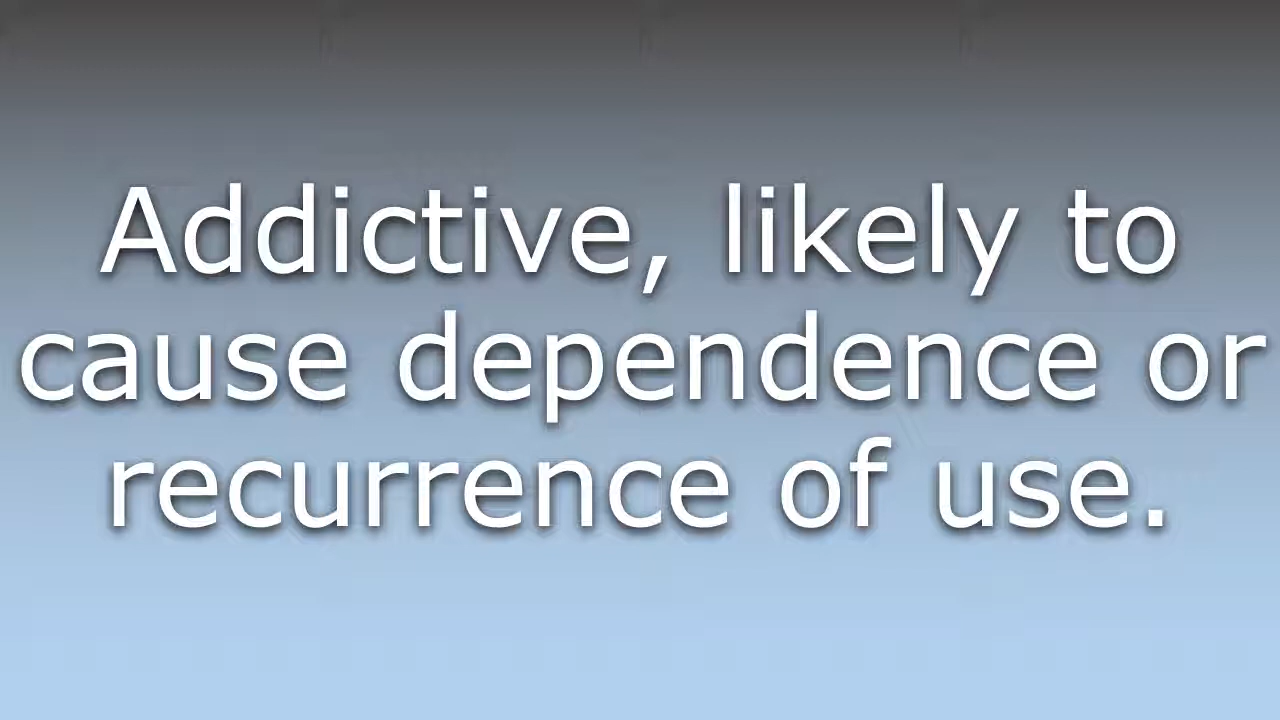 Addictive, likely to
cause dependence or
recurrence of use.